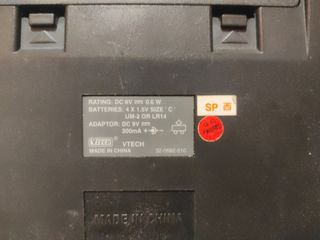 RATING: DC 6V ⎓ 0.6 W
BATTERIES: 4 X 1.5V SIZE 'C'
UM-2 OR LR14
ADAPTOR: DC 9V ⎓
300mA
vtech
VTECH
MADE IN CHINA
SP 西
MADE IN CHINA